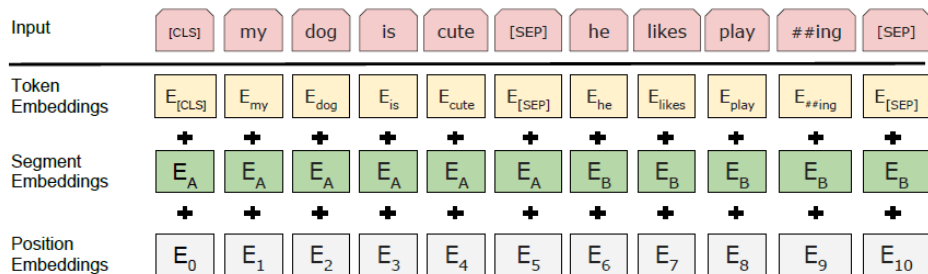 Input [CLS] my dog is cute [SEP] he likes play ##ing [SEP]
Token Embeddings E[CLS] Emy Edog Eis Ecute E[SEP] Ehe Elikes Eplay E##ing E[SEP]
+ + + + + + + + + + +
Segment Embeddings EA EA EA EA EA EA EB EB EB EB EB
+ + + + + + + + + + +
Position Embeddings E0 E1 E2 E3 E4 E5 E6 E7 E8 E9 E10